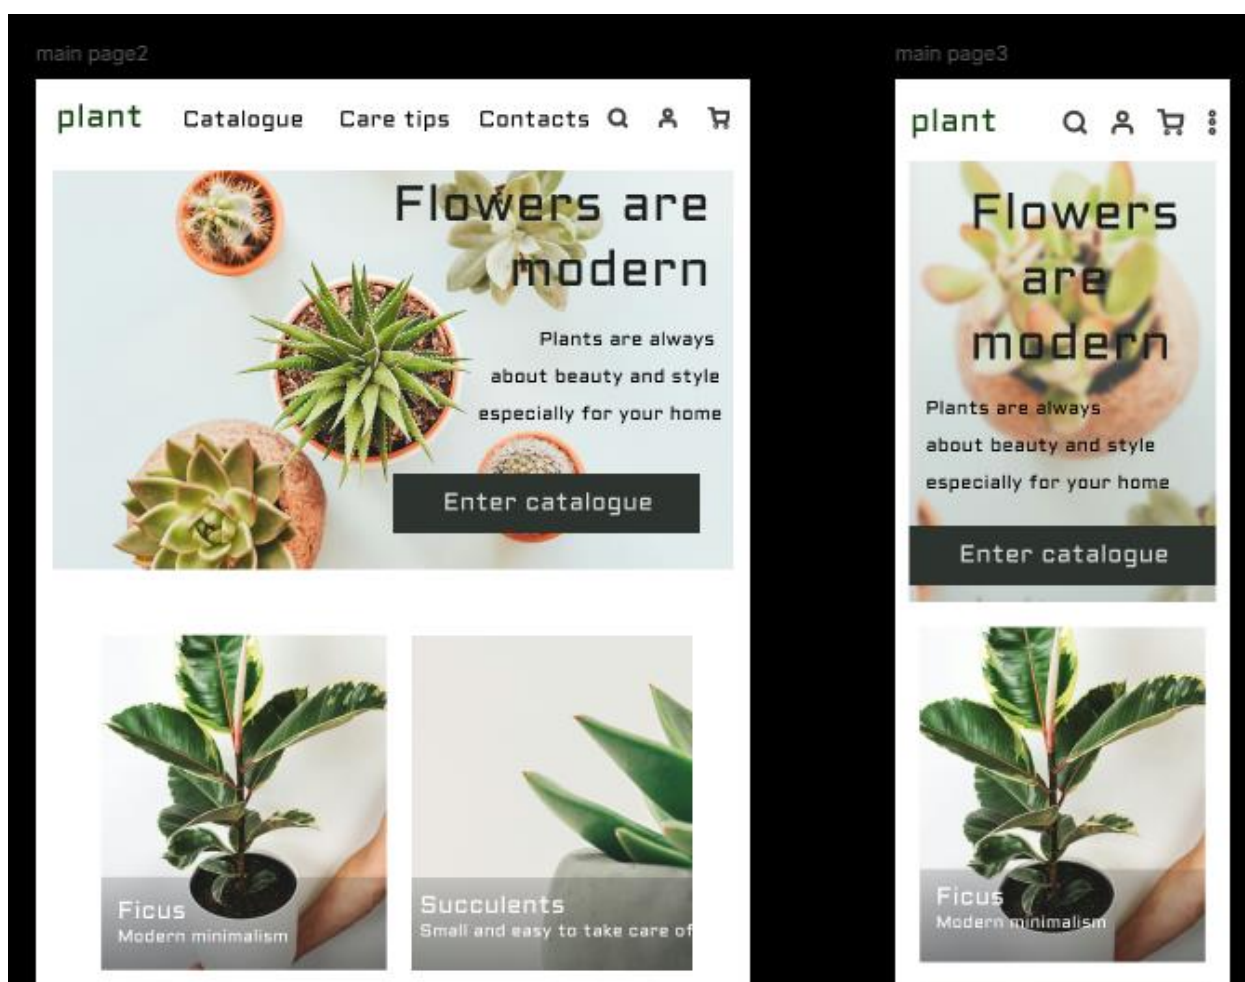 main page2
plant Catalogue Care tips Contacts
Flowers are
modern
Plants are always
about beauty and style
especially for your home
Enter catalogue
Ficus
Modern minimalism
Succulents
Small and easy to take care of
main page3
plant
Flowers
are
modern
Plants are always
about beauty and style
especially for your home
Enter catalogue
Ficus
Modern minimalism